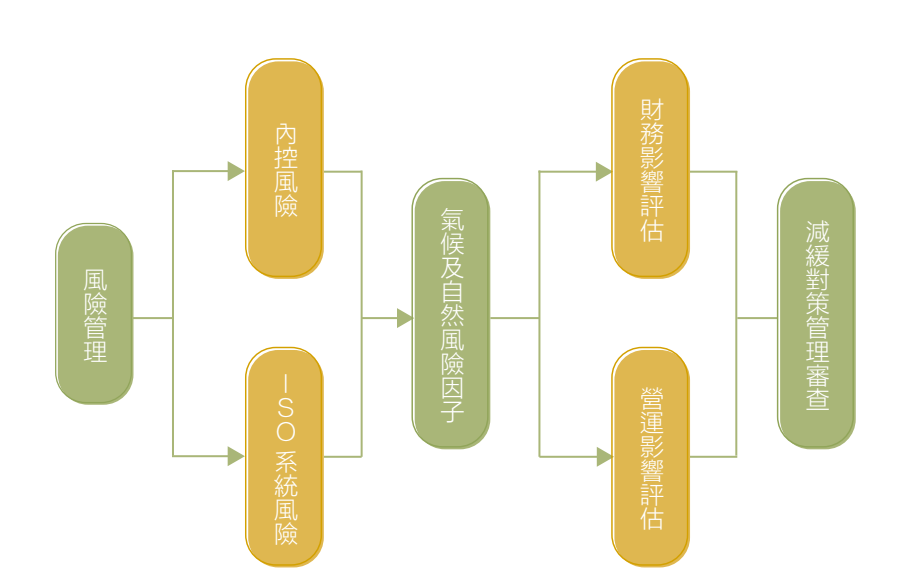 風險管理
內控風險
ISO 系統風險
氣候及自然風險因子
財務影響評估
營運影響評估
減緩對策管理審查